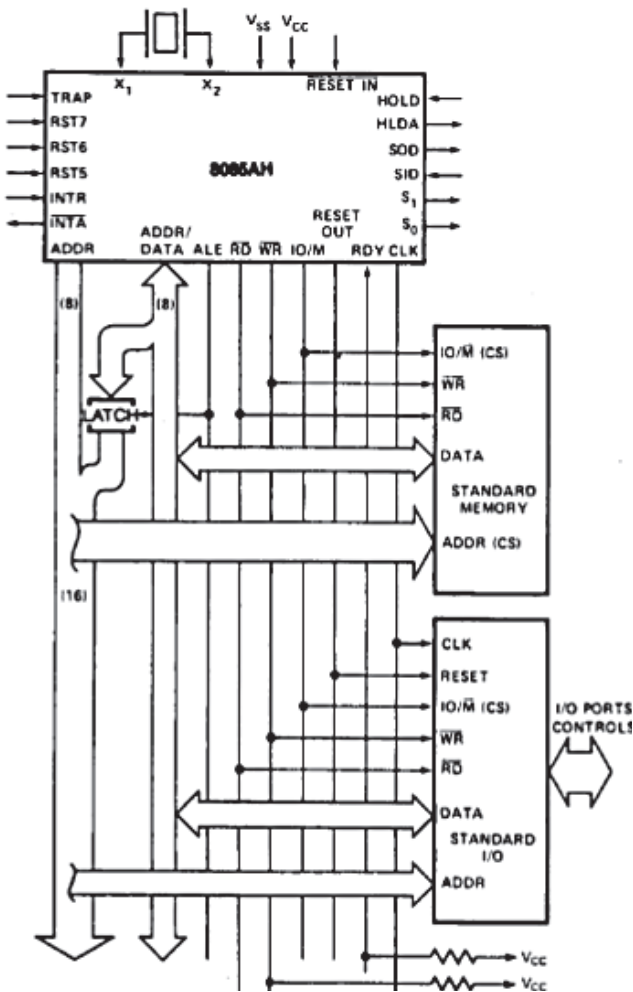 VSS VCC
X1 X2 RESET IN
TRAP
RST7
RST6
RST5
INTR
INTA
HOLD
HLDA
SOD
SID
S1
S0
8085AH
ADDR
ADDR/
DATA
ALE
RD
WR
IO/M
RESET
OUT
RDY
CLK
(8)
(8)
LATCH
(16)
IO/M (CS)
WR
RD
DATA
STANDARD
MEMORY
ADDR (CS)
CLK
RESET
IO/M (CS)
WR
RD
DATA
STANDARD
I/O
ADDR
I/O PORTS
CONTROLS
VCC
VCC